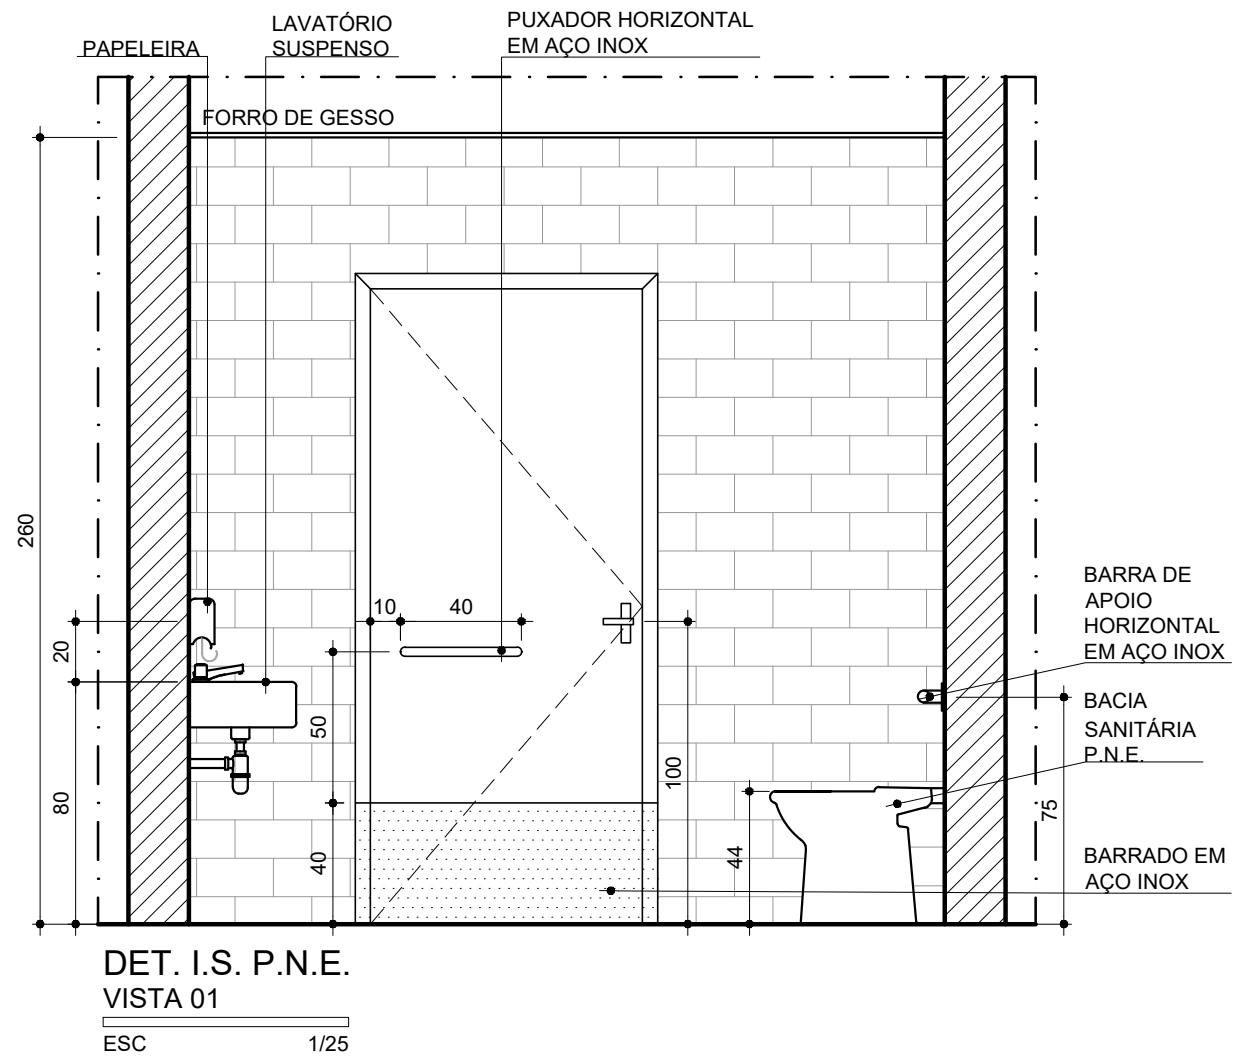 LAVATÓRIO
SUSPENSO
PUXADOR HORIZONTAL
EM AÇO INOX
PAPELEIRA
FORRO DE GESSO
260
20
80
10
40
50
40
100
44
75
BARRA DE
APOIO
HORIZONTAL
EM AÇO INOX
BACIA
SANITÁRIA
P.N.E.
BARRADO EM
AÇO INOX
DET. I.S. P.N.E.
VISTA 01
ESC 1/25